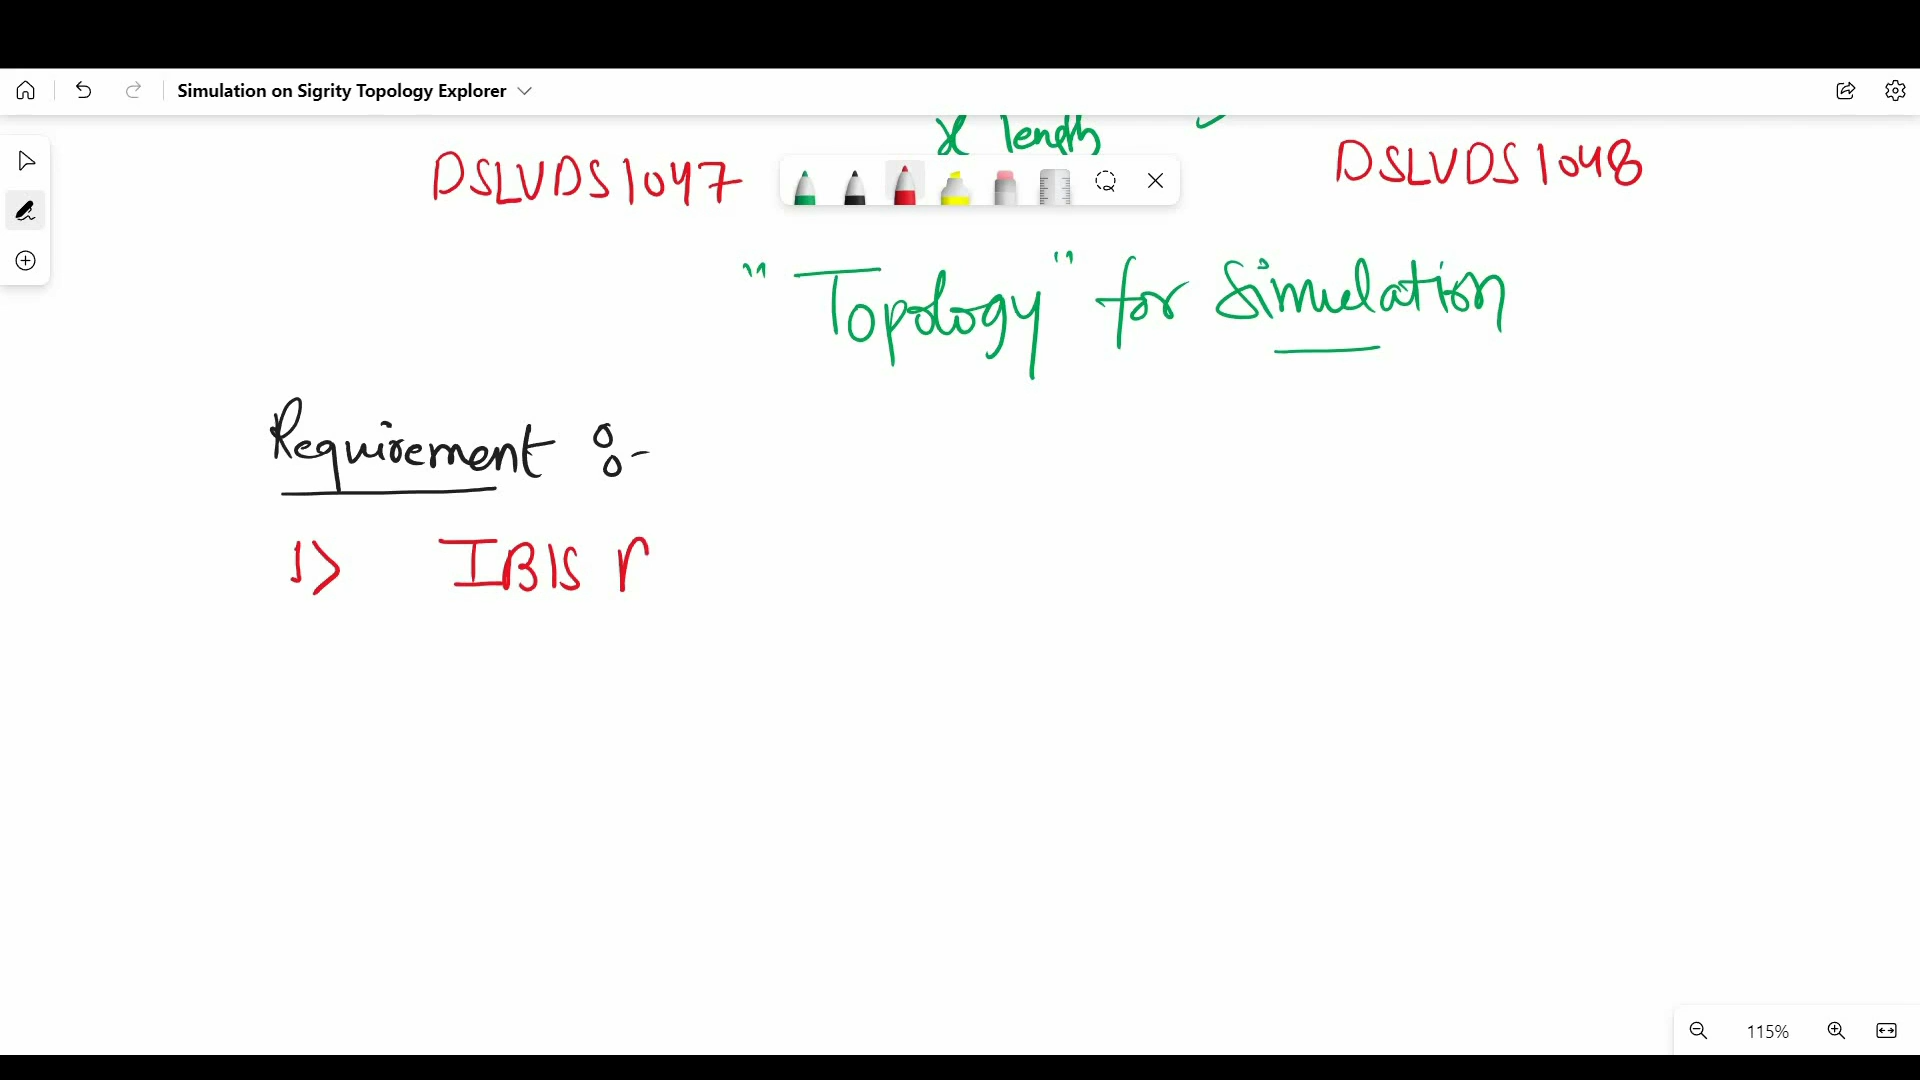 Simulation on Sigrity Topology Explorer
x length
DSLVDS1047
DSLVDS1048
"Topology" for Simulation
Requirement :-
1> IBIS
115%